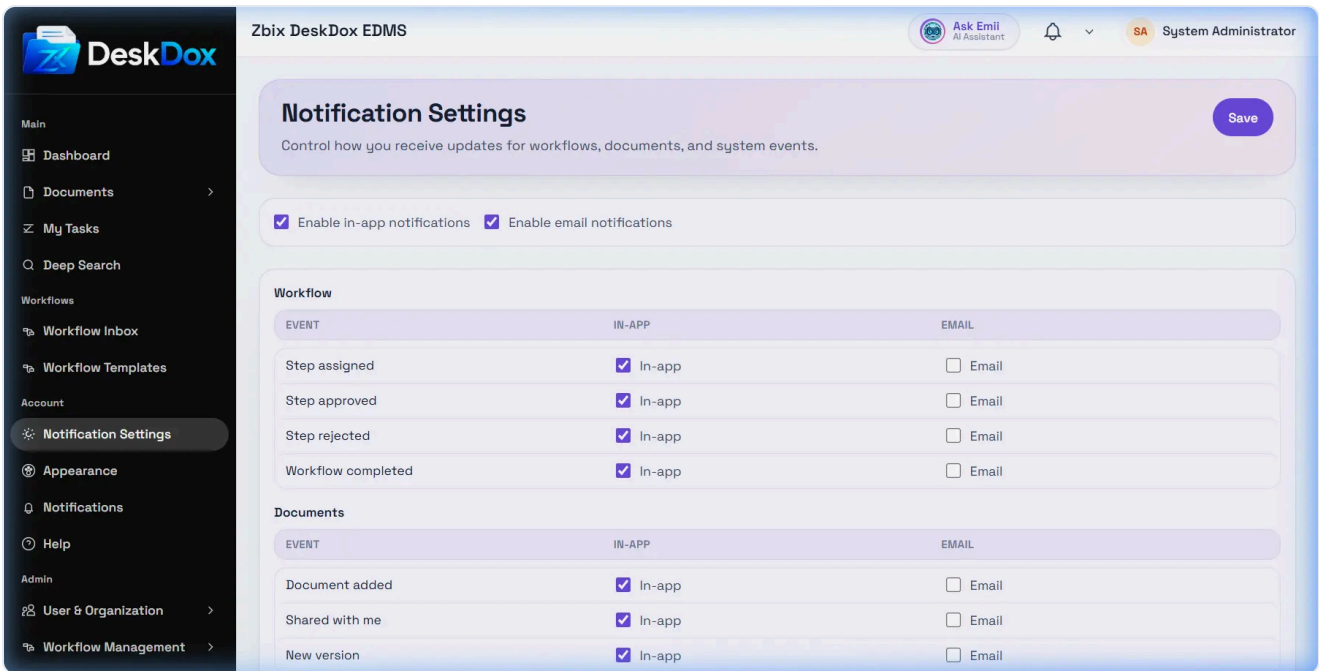 DeskDox
Zbix DeskDox EDMS
Ask Emii
AI Assistant
SA
System Administrator
Main
Dashboard
Documents
My Tasks
Deep Search
Workflows
Workflow Inbox
Workflow Templates
Account
Notification Settings
Appearance
Notifications
Help
Admin
User & Organization
Workflow Management
Notification Settings
Control how you receive updates for workflows, documents, and system events.
Save
Enable in-app notifications
Enable email notifications
Workflow
EVENT IN-APP EMAIL
Step assigned In-app Email
Step approved In-app Email
Step rejected In-app Email
Workflow completed In-app Email
Documents
EVENT IN-APP EMAIL
Document added In-app Email
Shared with me In-app Email
New version In-app Email